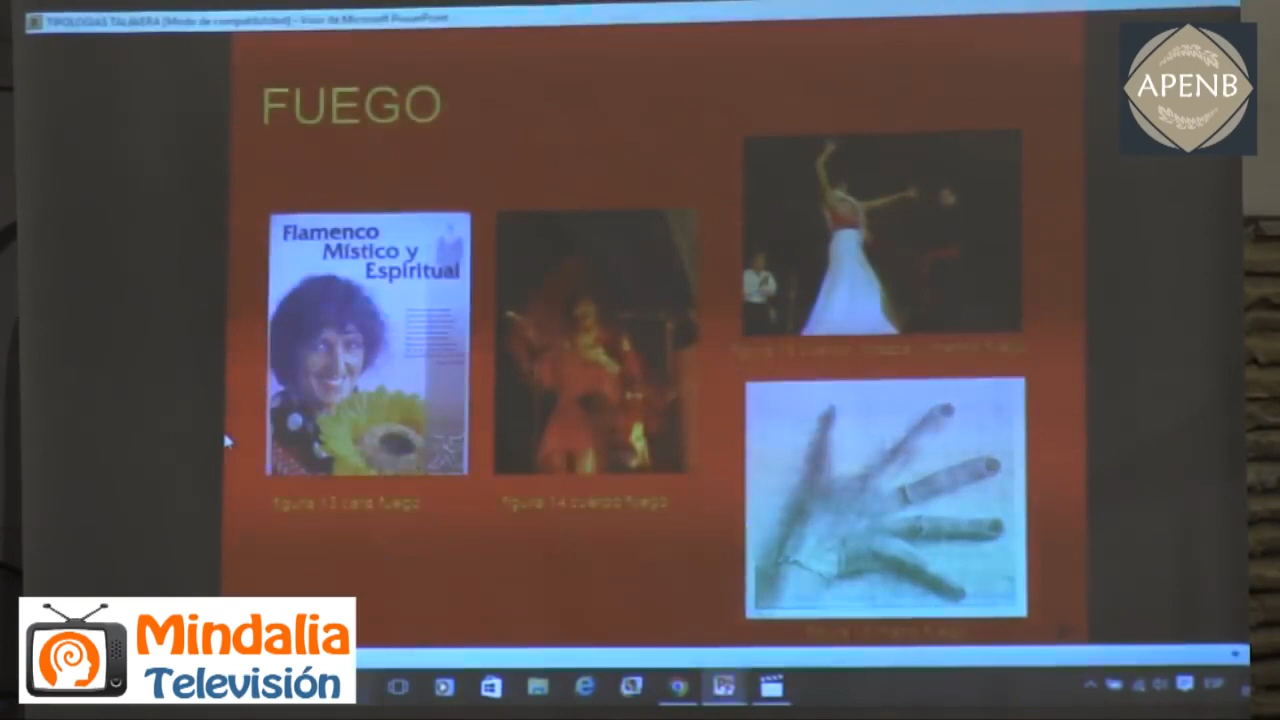 TIPOLOGIAS TALAVERA [Modo de compatibilidad] - Visor de Microsoft PowerPoint
APENB
FUEGO
Flamenco
Místico y
Espiritual
figura 13 cara fuego
figura 14 cuerpo fuego
Mindalia
Televisión
ESP